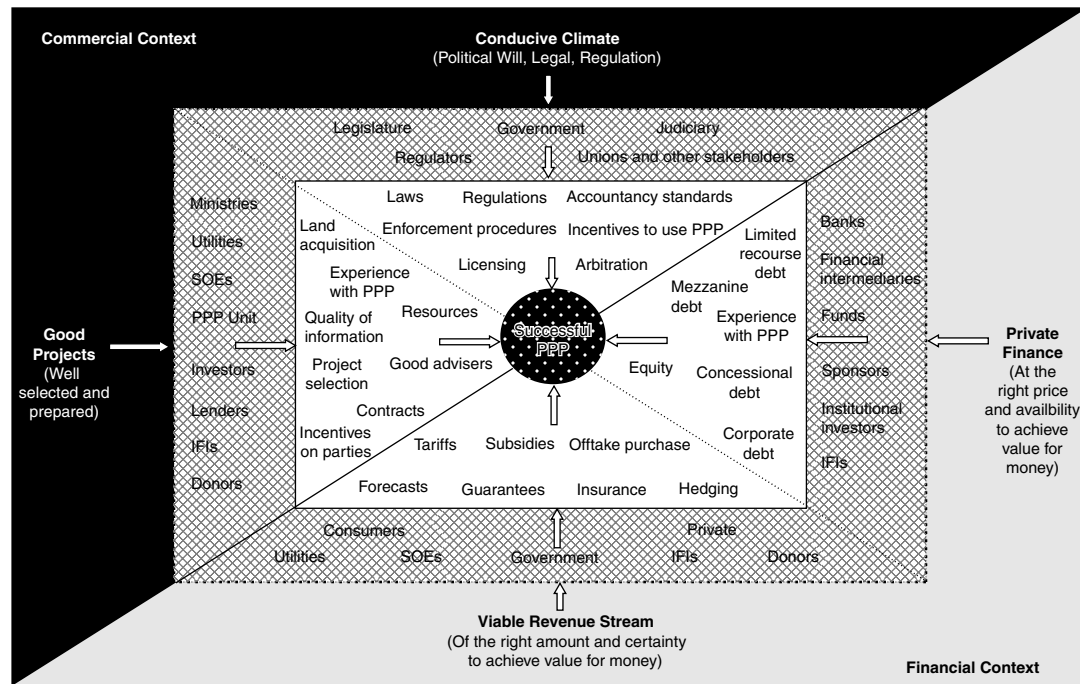 Commercial Context
Conducive Climate
(Political Will, Legal, Regulation)
Legislature
Government
Judiciary
Regulators
Unions and other stakeholders
Laws
Regulations
Accountancy standards
Enforcement procedures
Incentives to use PPP
Licensing
Arbitration
Good
Projects
(Well
selected and
prepared)
Ministries
Utilities
SOEs
PPP Unit
Investors
Lenders
IFIs
Donors
Land
acquisition
Experience
with PPP
Resources
Quality of
information
Good advisers
Project
selection
Contracts
Incentives
on parties
Successful
PPP
Limited
recourse
debt
Mezzanine
debt
Experience
with PPP
Equity
Concessional
debt
Corporate
debt
Banks
Financial
intermediaries
Funds
Sponsors
Institutional
investors
IFIs
Private
Finance
(At the
right price
and availbility
to achieve
value for
money)
Tariffs
Subsidies
Offtake purchase
Forecasts
Guarantees
Insurance
Hedging
Consumers
Private
Utilities
SOEs
Government
IFIs
Donors
Viable Revenue Stream
(Of the right amount and certainty
to achieve value for money)
Financial Context